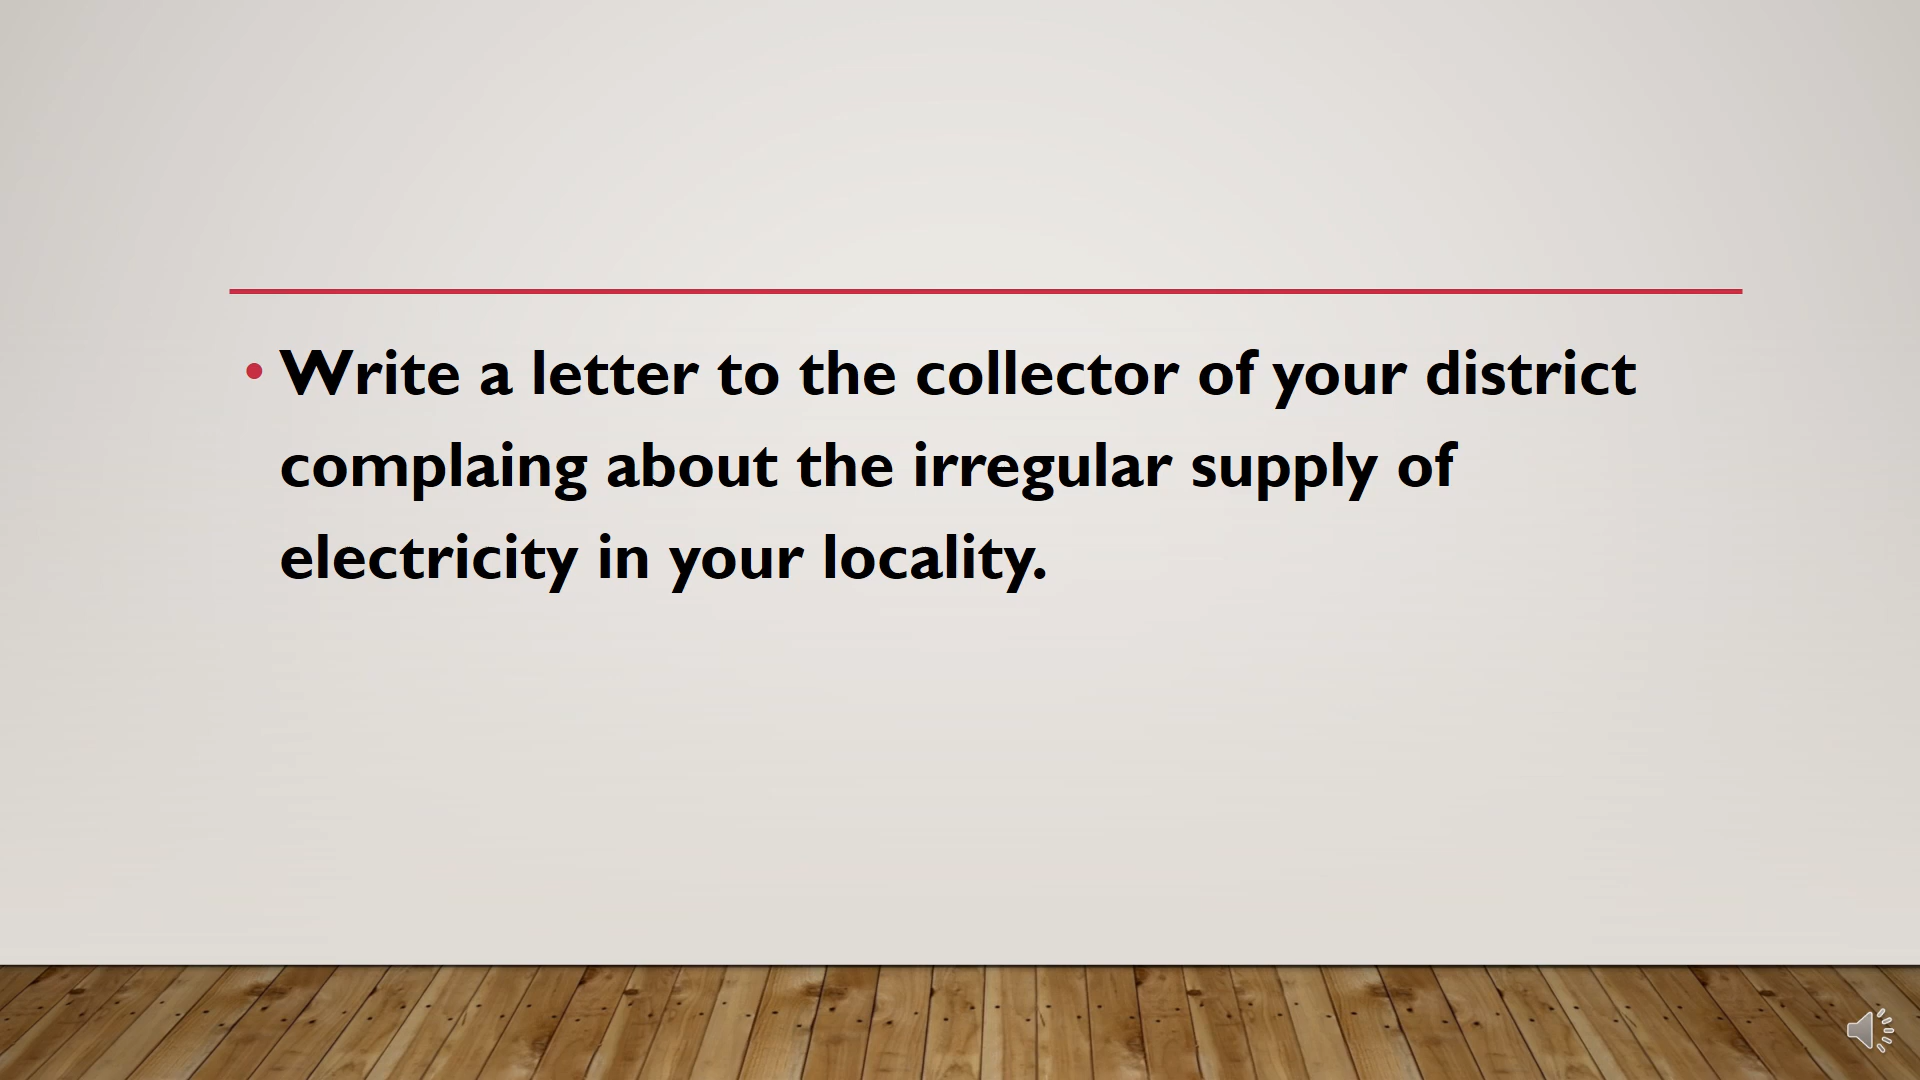 • Write a letter to the collector of your district
complaing about the irregular supply of
electricity in your locality.